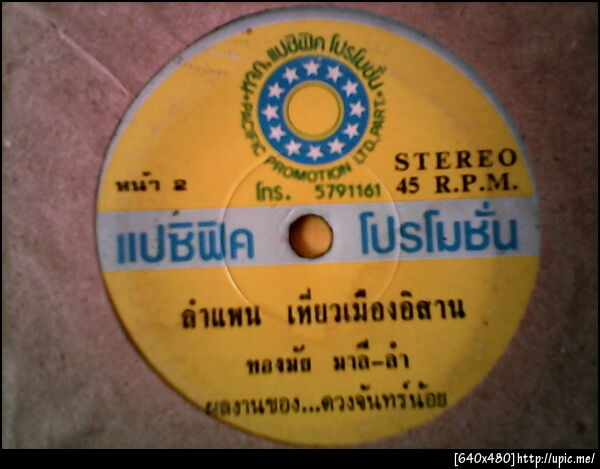 หจก. แปซิฟิค โปรโมชั่น
PACIFIC PROMOTION LTD.PART.
STEREO
หน้า 2
45 R.P.M.
โทร. 5791161
แปซิฟิค โปรโมชั่น
ลำแพน เที่ยวเมืองอิสาน
ทองมัย มาลี-ลำ
ผลงานของ...ดวงจันทร์น้อย
[640x480]http://upic.me/